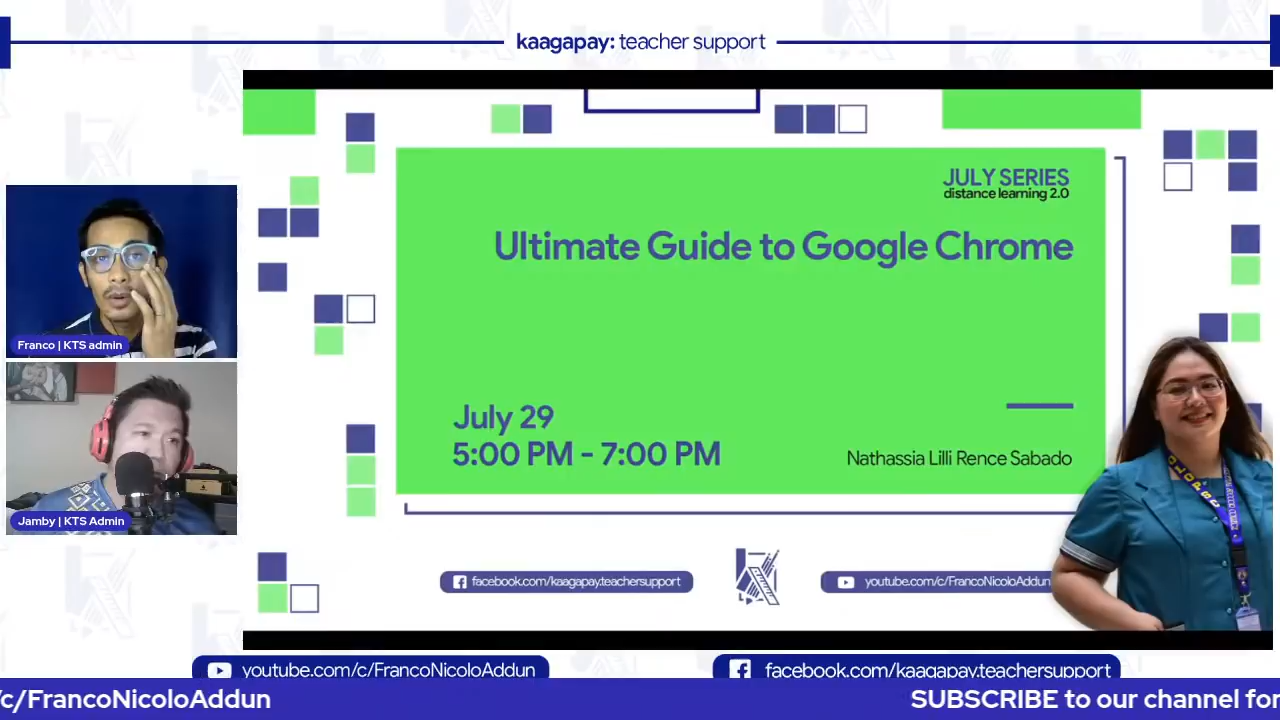 kaagapay: teacher support
JULY SERIES
distance learning 2.0
Ultimate Guide to Google Chrome
July 29
5:00 PM - 7:00 PM
Nathassia Lilli Rence Sabado
Franco | KTS admin
Jamby | KTS Admin
facebook.com/kaagapay.teachersupport
youtube.com/c/FrancoNicoloAddun
youtube.com/c/FrancoNicoloAddun
facebook.com/kaagapay.teachersupport
/c/FrancoNicoloAddun
SUBSCRIBE to our channel for